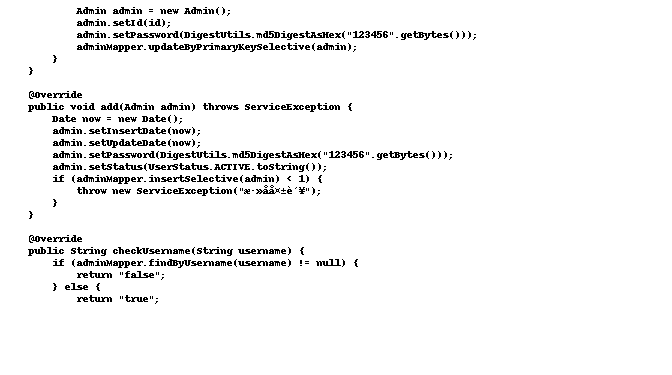 Admin admin = new Admin();
        admin.setId(id);
        admin.setPassword(DigestUtils.md5DigestAsHex("123456".getBytes()));
        adminMapper.updateByPrimaryKeySelective(admin);
    }
}

@Override
public void add(Admin admin) throws ServiceException {
    Date now = new Date();
    admin.setInsertDate(now);
    admin.setUpdateDate(now);
    admin.setPassword(DigestUtils.md5DigestAsHex("123456".getBytes()));
    admin.setStatus(UserStatus.ACTIVE.toString());
    if (adminMapper.insertSelective(admin) < 1) {
        throw new ServiceException("æ·»åå¤±è´¥");
    }
}

@Override
public String checkUsername(String username) {
    if (adminMapper.findByUsername(username) != null) {
        return "false";
    } else {
        return "true";